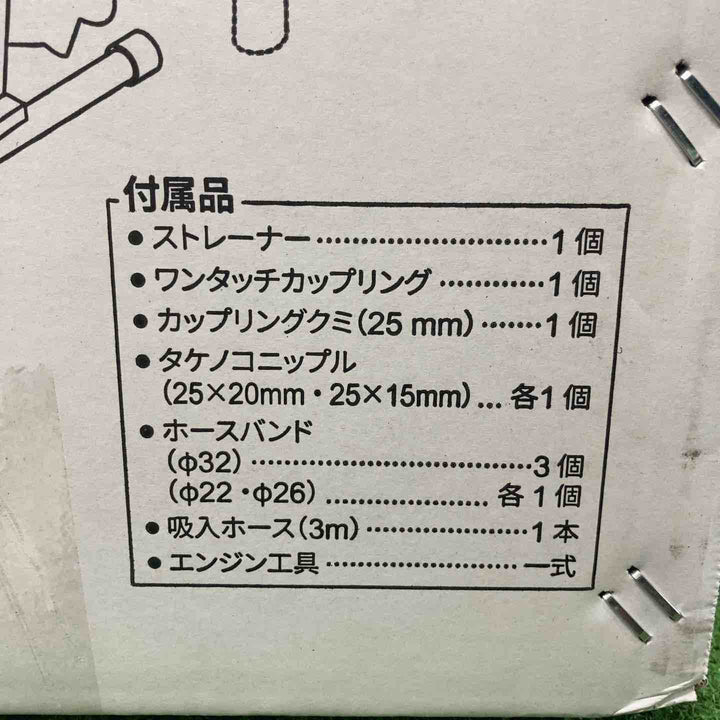 付属品
●ストレーナー……………………1個
●ワンタッチカップリング…………1個
●カップリングクミ(25 mm)……1個
●タケノコニップル
(25×20mm・25×15mm)…各1個
●ホースバンド
(φ32)………………………3個
(φ22・φ26)………………各1個
●吸入ホース(3m)………………1本
●エンジン工具…………………一式